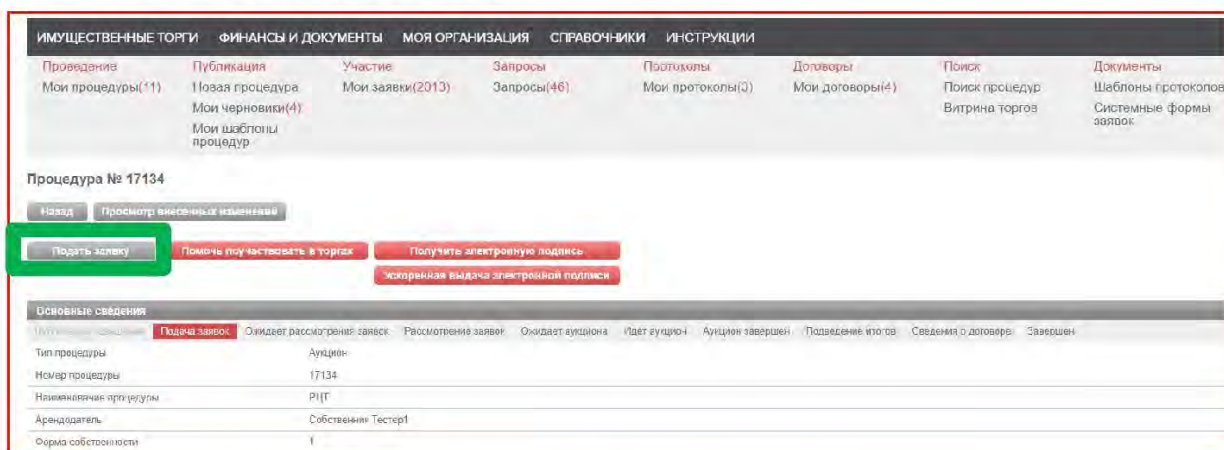 ИМУЩЕСТВЕННЫЕ ТОРГИ ФИНАНСЫ И ДОКУМЕНТЫ МОЯ ОРГАНИЗАЦИЯ СПРАВОЧНИКИ ИНСТРУКЦИИ
Проведение Публикация Участие Запросы Протоколы Договоры Поиск Документы
Мои процедуры(11) Новая процедура Мои заявки(2013) Запросы(46) Мои протоколы(3) Мои договоры(4) Поиск процедур Шаблоны протоколов
Мои черновики(4) Витрина торгов Системные формы заявок
Мои шаблоны процедур
Процедура № 17134
Назад Просмотр внесенных изменений
Подать заявку Помочь поучаствовать в торгах Получить электронную подпись
Ускоренная выдача электронной подписи
Основные сведения
Подача заявок Ожидает рассмотрения заявок Рассмотрение заявок Ожидает аукциона Идет аукцион Аукцион завершен Подведение итогов Сведения о договоре Завершен
Тип процедуры Аукцион
Номер процедуры 17134
Наименование процедуры РЦТ
Арендодатель Собственник Тестер1
Форма собственности 1